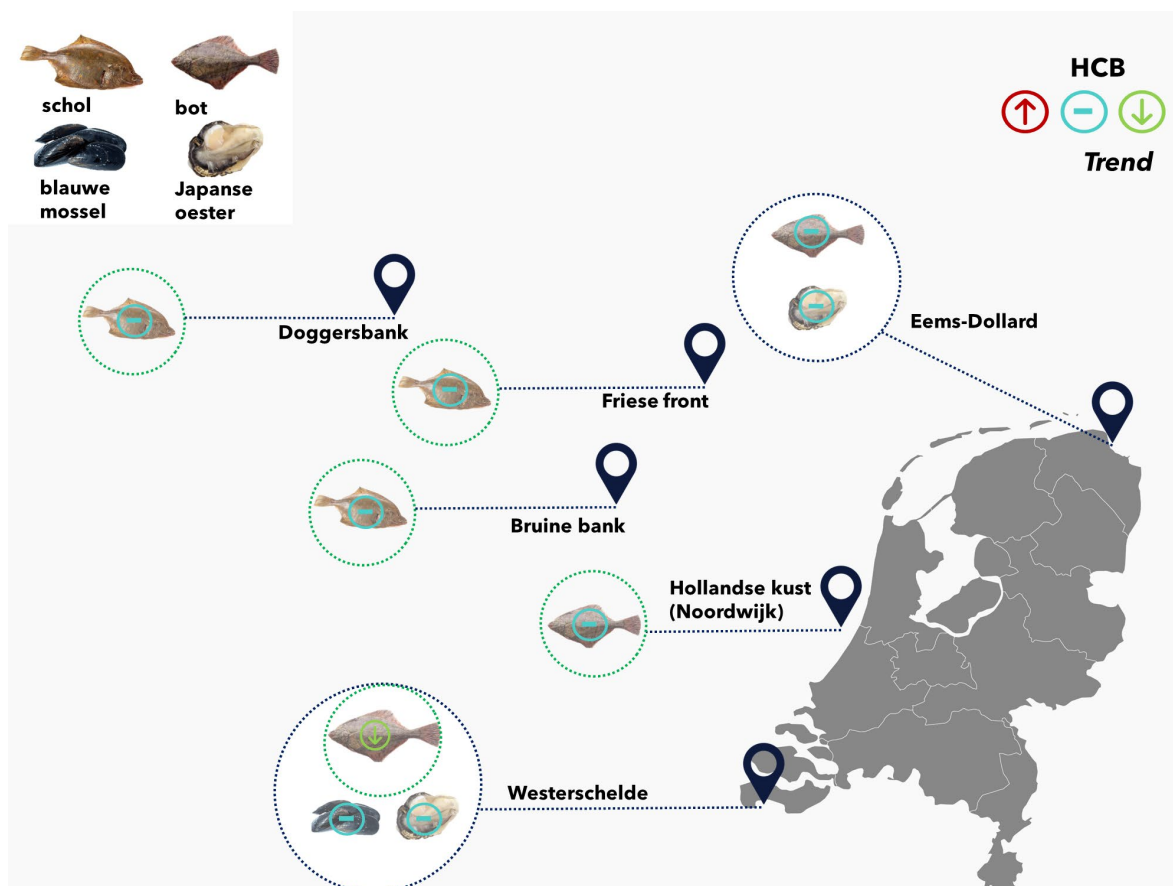 schol
bot
blauwe
mossel
Japanse
oester
HCB
Trend
Doggersbank
Friese front
Eems-Dollard
Bruine bank
Hollandse kust
(Noordwijk)
Westerschelde